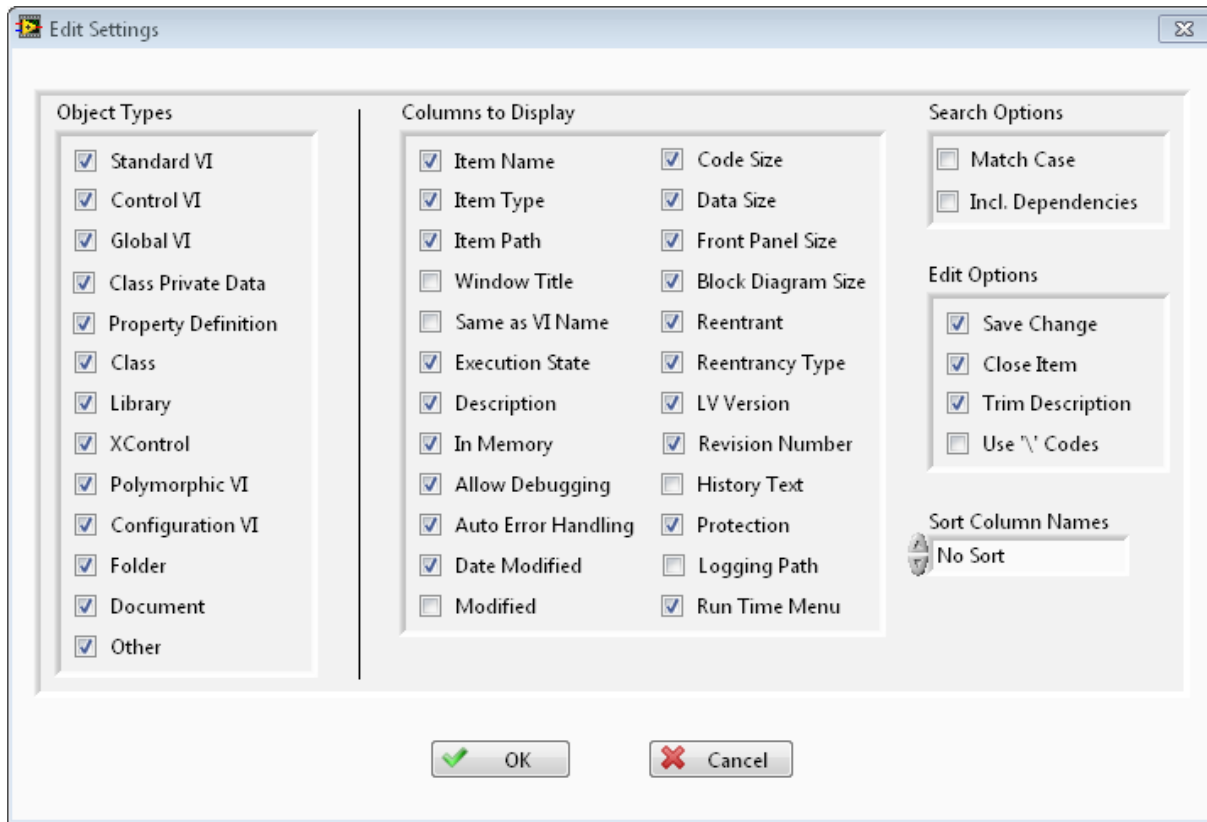 Edit Settings
Object Types
Standard VI
Control VI
Global VI
Class Private Data
Property Definition
Class
Library
XControl
Polymorphic VI
Configuration VI
Folder
Document
Other
Columns to Display
Item Name
Item Type
Item Path
Window Title
Same as VI Name
Execution State
Description
In Memory
Allow Debugging
Auto Error Handling
Date Modified
Modified
Code Size
Data Size
Front Panel Size
Block Diagram Size
Reentrant
Reentrancy Type
LV Version
Revision Number
History Text
Protection
Logging Path
Run Time Menu
Search Options
Match Case
Incl. Dependencies
Edit Options
Save Change
Close Item
Trim Description
Use '\' Codes
Sort Column Names
No Sort
OK
Cancel